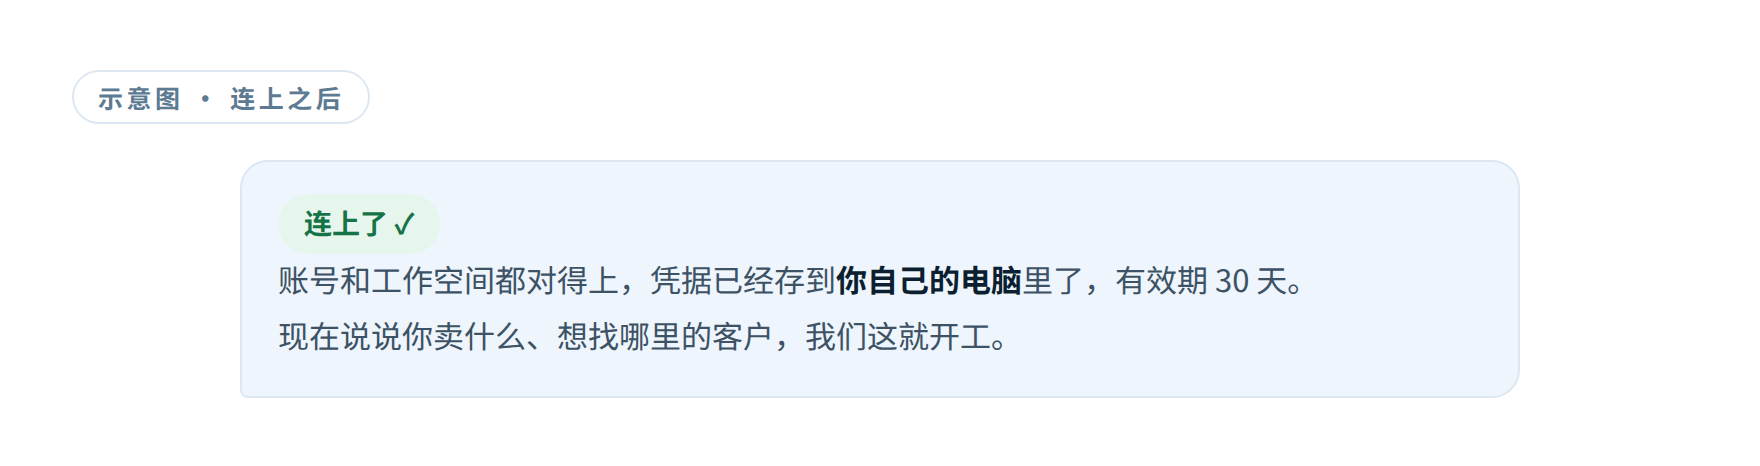 示意图 · 连上之后
连上了 ✓
账号和工作空间都对得上，凭据已经存到你自己的电脑里了，有效期 30 天。
现在说说你卖什么、想找哪里的客户，我们这就开工。